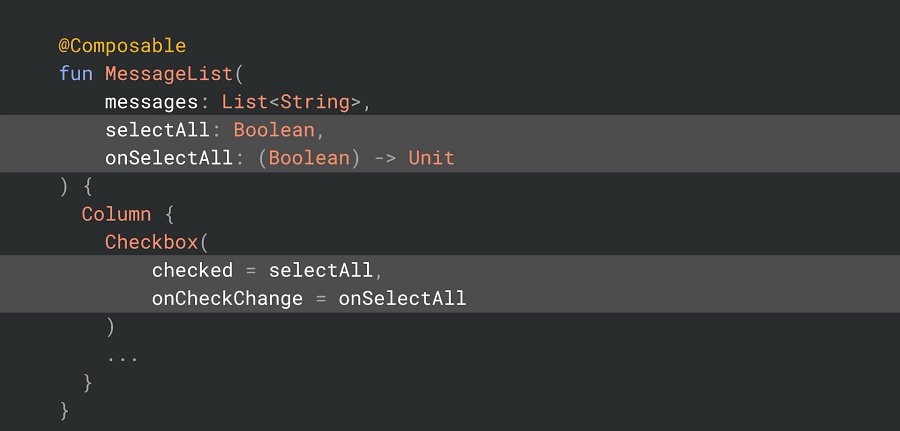 @Composable
fun MessageList(
    messages: List<String>,
    selectAll: Boolean,
    onSelectAll: (Boolean) -> Unit
) {
  Column {
    Checkbox(
        checked = selectAll,
        onCheckChange = onSelectAll
    )
    ...
  }
}